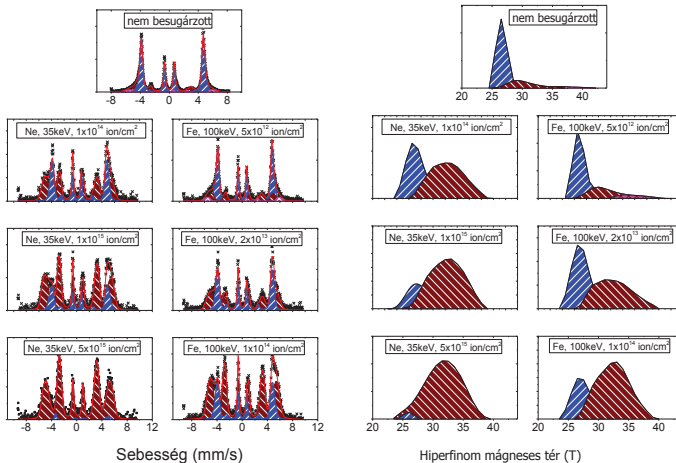 nem besugárzott
nem besugárzott
-8 -4 0 4 8
20 25 30 35 40
Ne, 35keV, 1x10¹⁴ ion/cm²
Fe, 100keV, 5x10¹² ion/cm²
Ne, 35keV, 1x10¹⁴ ion/cm²
Fe, 100keV, 5x10¹² ion/cm²
Ne, 35keV, 1x10¹⁵ ion/cm²
Fe, 100keV, 2x10¹³ ion/cm²
Ne, 35keV, 1x10¹⁵ ion/cm²
Fe, 100keV, 2x10¹³ ion/cm²
Ne, 35keV, 5x10¹⁵ ion/cm²
Fe, 100keV, 1x10¹⁴ ion/cm²
Ne, 35keV, 5x10¹⁵ ion/cm²
Fe, 100keV, 1x10¹⁴ ion/cm²
-8 -4 0 4 8 12
-8 -4 0 4 8 12
20 25 30 35 40
20 25 30 35 40
Sebesség (mm/s)
Hiperfinom mágneses tér (T)